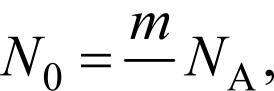 N₀ = m/ N_A,